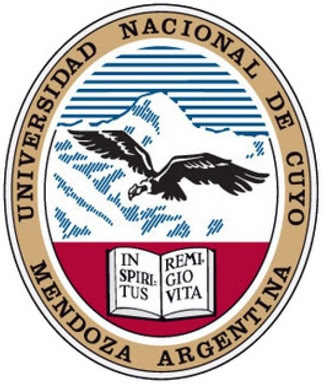 UNIVERSIDAD NACIONAL DE CUYO
MENDOZA ARGENTINA
IN
SPIRI-
TUS
REMI-
GIO
VITA